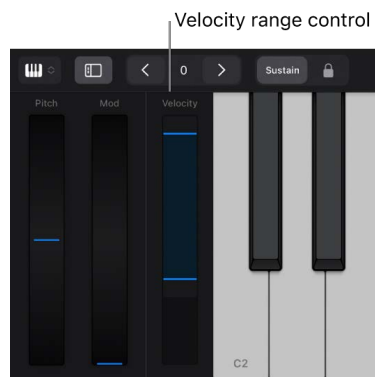 Velocity range control
0
Sustain
Pitch Mod Velocity
C2